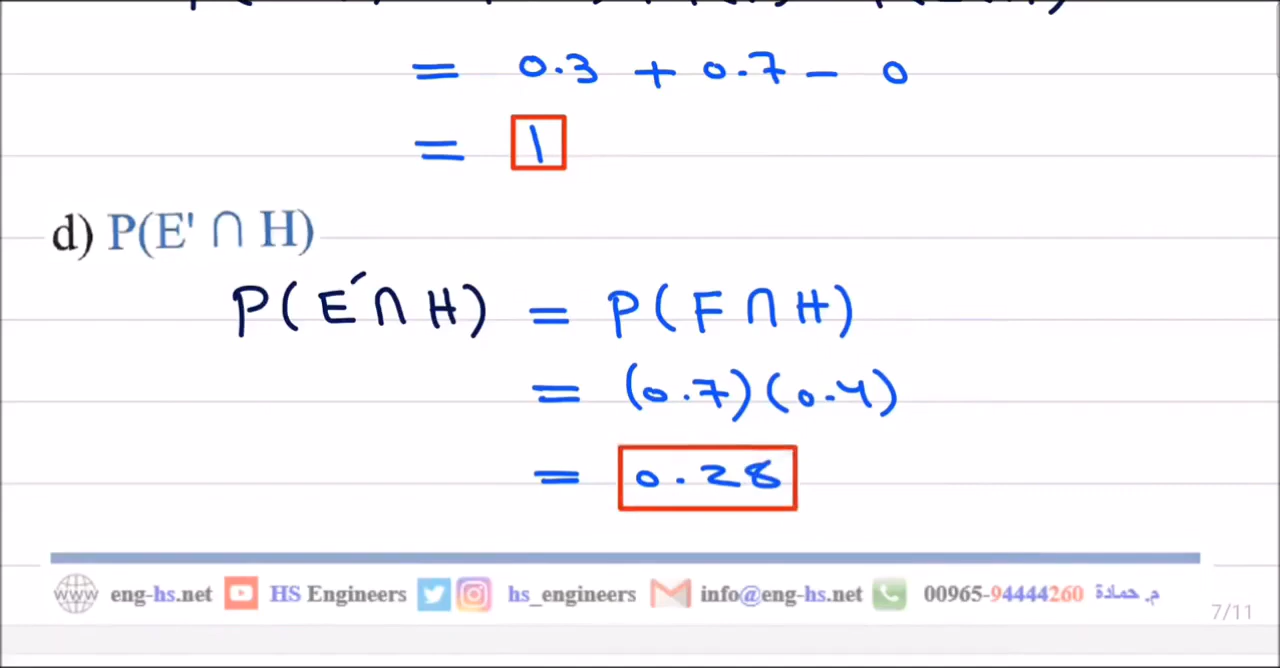 = 0.3 + 0.7 - 0
= 1
d) P(E' ∩ H)
P(E′ ∩ H) = P(F ∩ H)
= (0.7)(0.4)
= 0.28
www eng-hs.net HS Engineers hs_engineers info@eng-hs.net 00965-94444260 م. حمادة
7/11